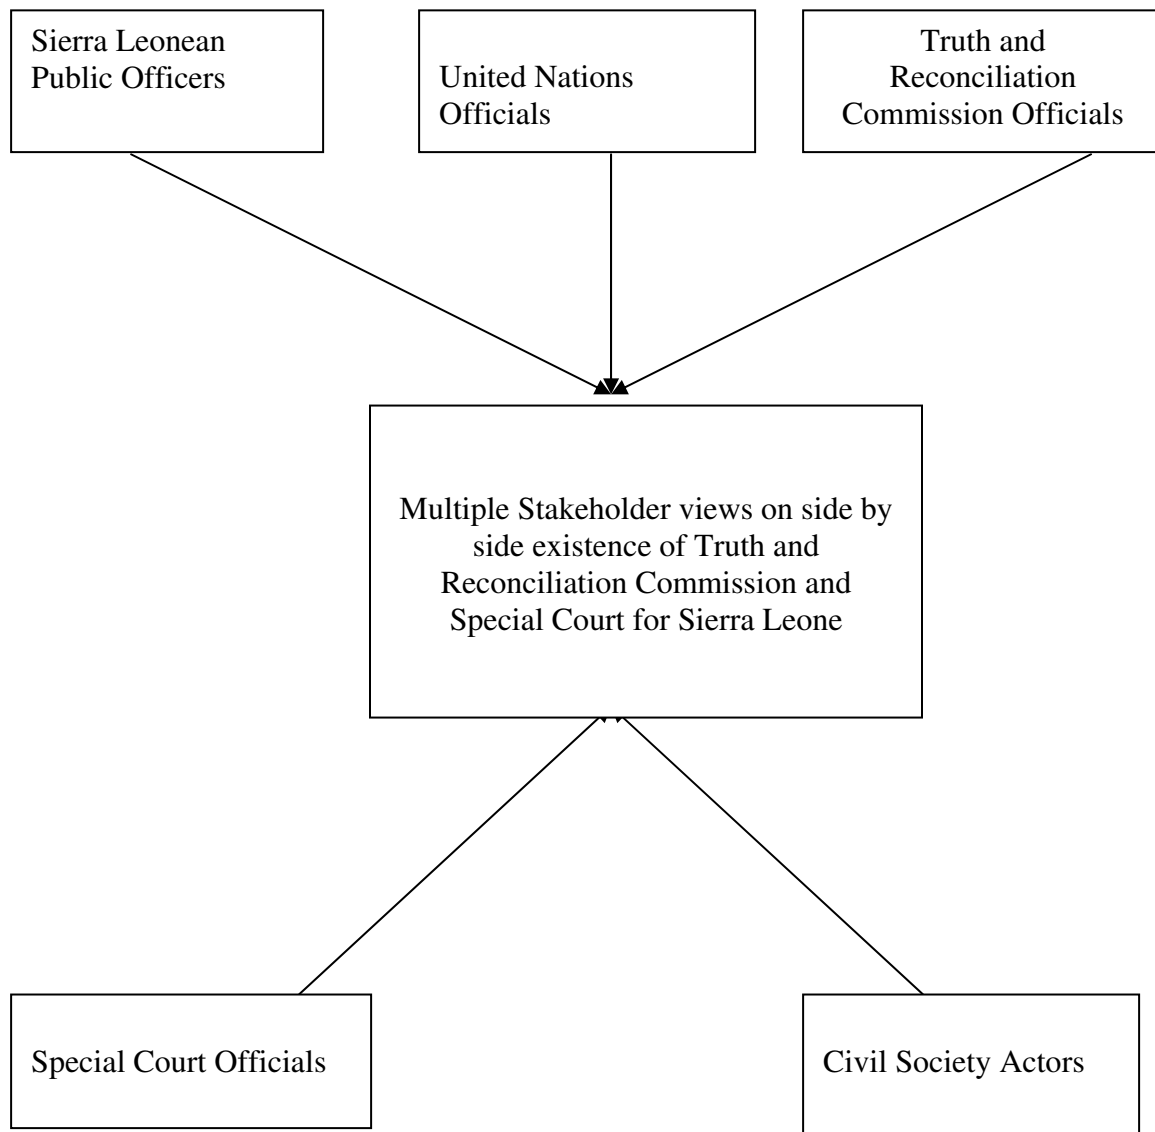 Sierra Leonean
Public Officers
United Nations
Officials
Truth and
Reconciliation
Commission Officials
Multiple Stakeholder views on side by
side existence of Truth and
Reconciliation Commission and
Special Court for Sierra Leone
Special Court Officials
Civil Society Actors